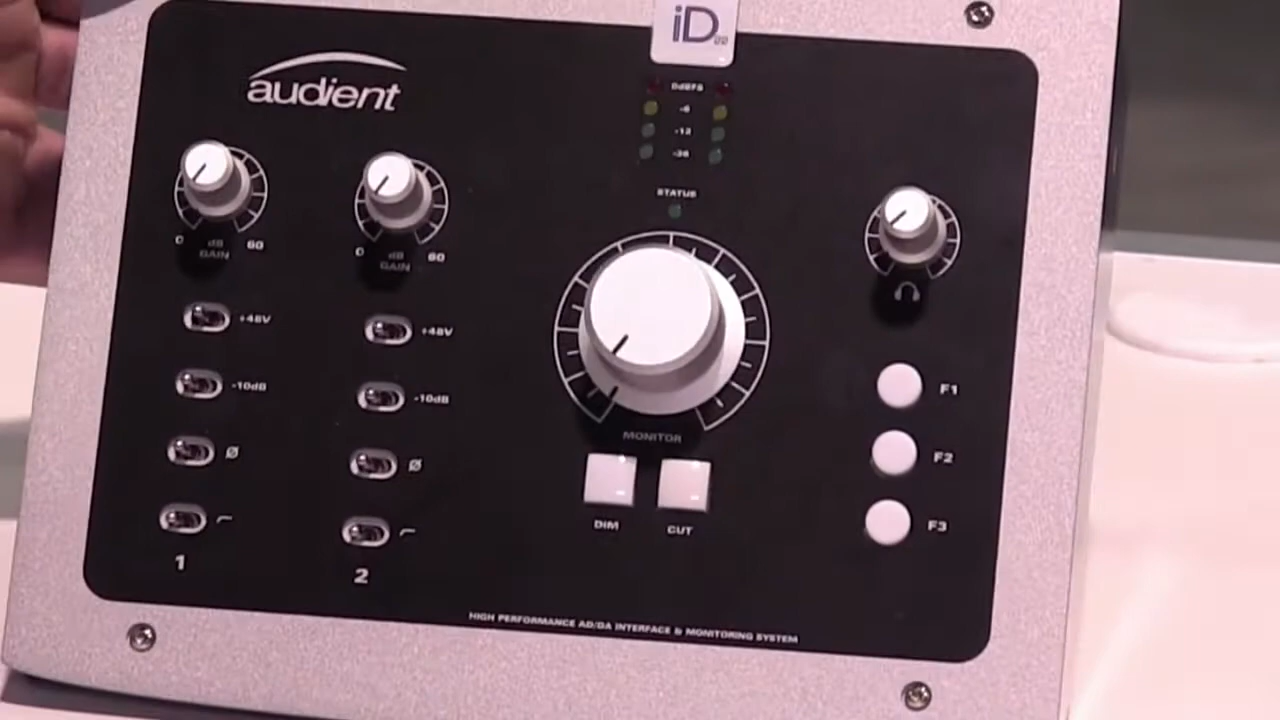 iD22
audient
0dBFS
-6
-12
-36
STATUS
0 dB 60
GAIN
0 dB 60
GAIN
+48V
+48V
-10dB
-10dB
Ø
Ø
1
2
MONITOR
DIM
CUT
F1
F2
F3
HIGH PERFORMANCE AD/DA INTERFACE & MONITORING SYSTEM